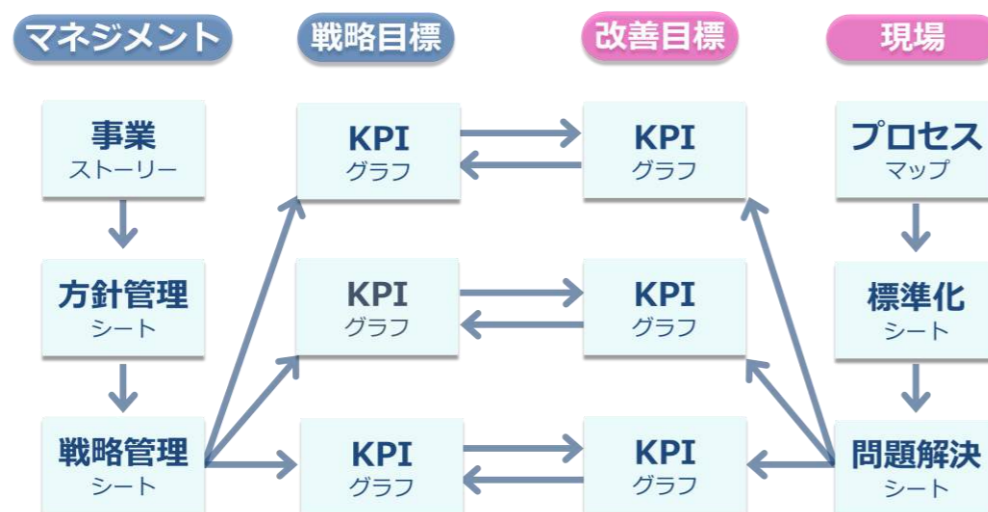 マネジメント
戦略目標
改善目標
現場
事業
ストーリー
KPI
グラフ
KPI
グラフ
プロセス
マップ
方針管理
シート
KPI
グラフ
KPI
グラフ
標準化
シート
戦略管理
シート
KPI
グラフ
KPI
グラフ
問題解決
シート